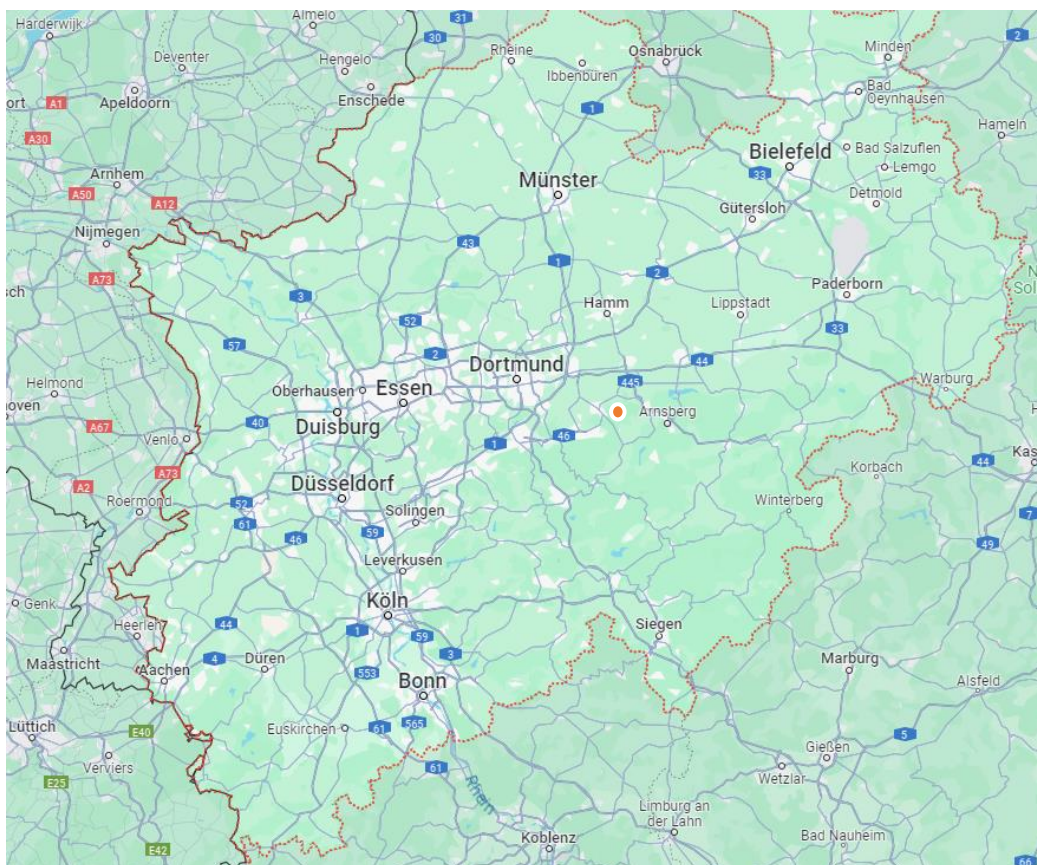 Harderwijk
Almelo
31
30
43
Rheine
Osnabrück
Minden
2
Deventer
Hengelo
Ibbenbüren
Bad
Oeynhausen
ort
A1
Apeldoorn
Enschede
1
Hameln
A30
Bielefeld
Bad Salzuflen
Arnhem
33
Lemgo
A50
Münster
Detmold
A12
Gütersloh
Nijmegen
43
A73
1
2
sch
Paderborn
3
Hamm
Lippstadt
N
Sol
52
33
57
2
Dortmund
44
Helmond
Oberhausen
Essen
445
Warburg
oven
Arnsberg
H
40
Duisburg
A67
Venlo
1
46
Kas
A73
44
Korbach
A2
Düsseldorf
Roermond
52
Solingen
Winterberg
7
61
59
46
49
Leverkusen
Genk
Köln
Heerlen
44
1
59
Siegen
Maastricht
4
Düren
3
Marburg
Aachen
553
Bonn
Alsfeld
Lüttich
Euskirchen
565
E40
61
5
Gießen
Verviers
61
Wetzlar
E25
Rhein
Limburg an
der Lahn
E42
Koblenz
Bad Nauheim
66